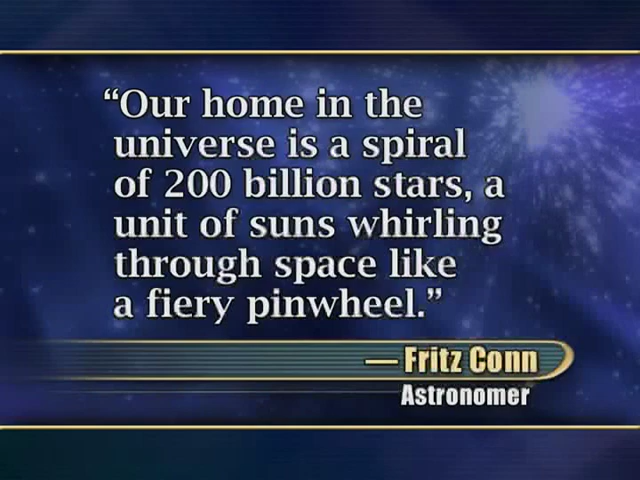 “Our home in the
universe is a spiral
of 200 billion stars, a
unit of suns whirling
through space like
a fiery pinwheel.”
— Fritz Conn
Astronomer